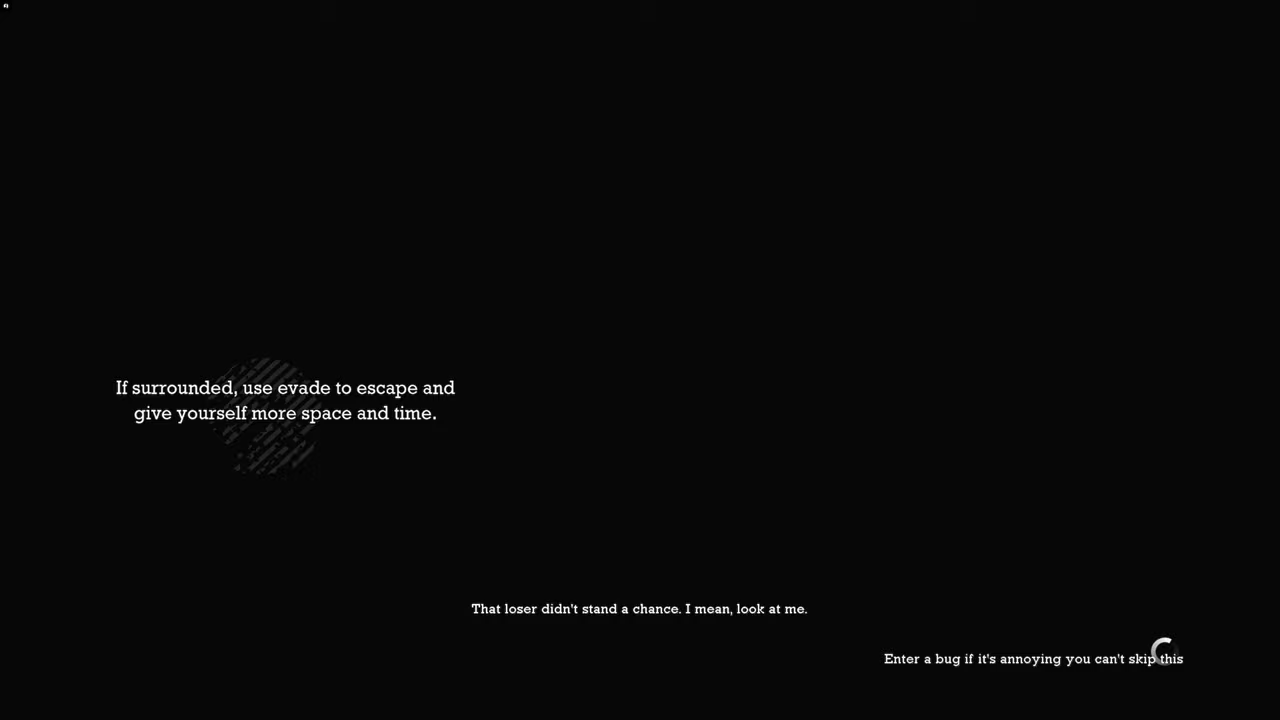 If surrounded, use evade to escape and
give yourself more space and time.
That loser didn't stand a chance. I mean, look at me.
Enter a bug if it's annoying you can't skip this